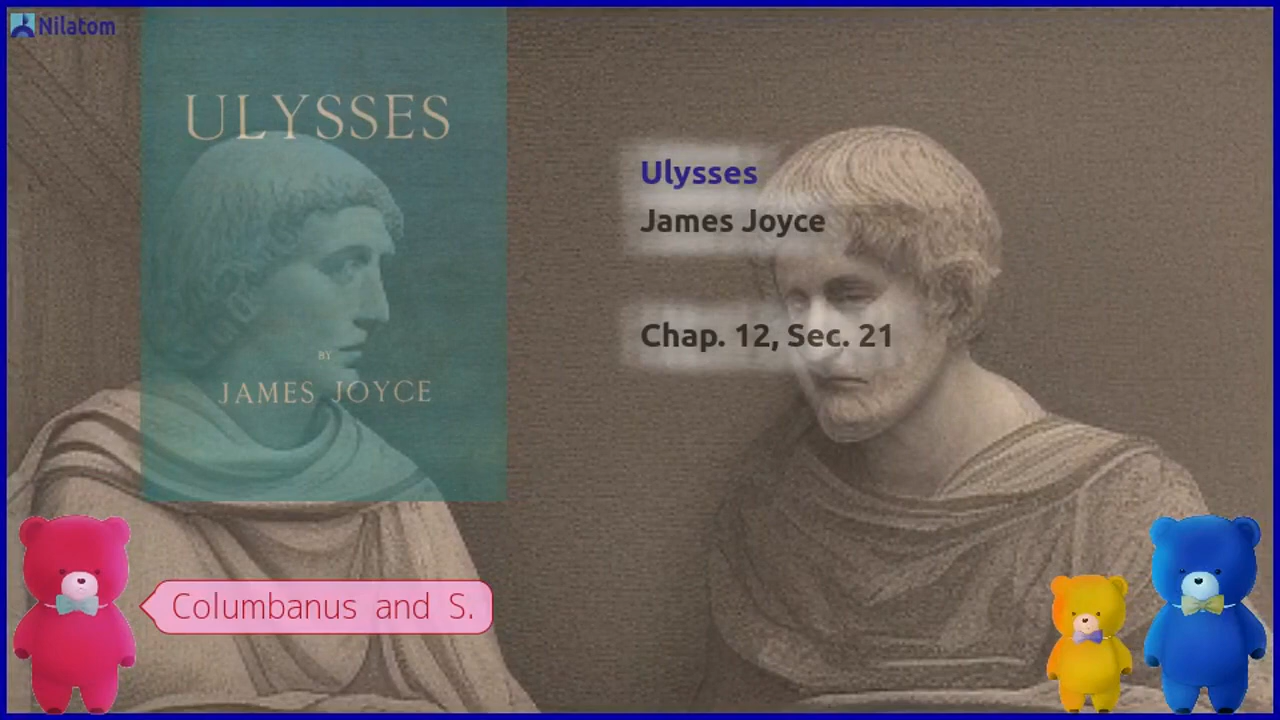 Nilatom
ULYSSES
BY
JAMES JOYCE
Ulysses
James Joyce
Chap. 12, Sec. 21
Columbanus and S.